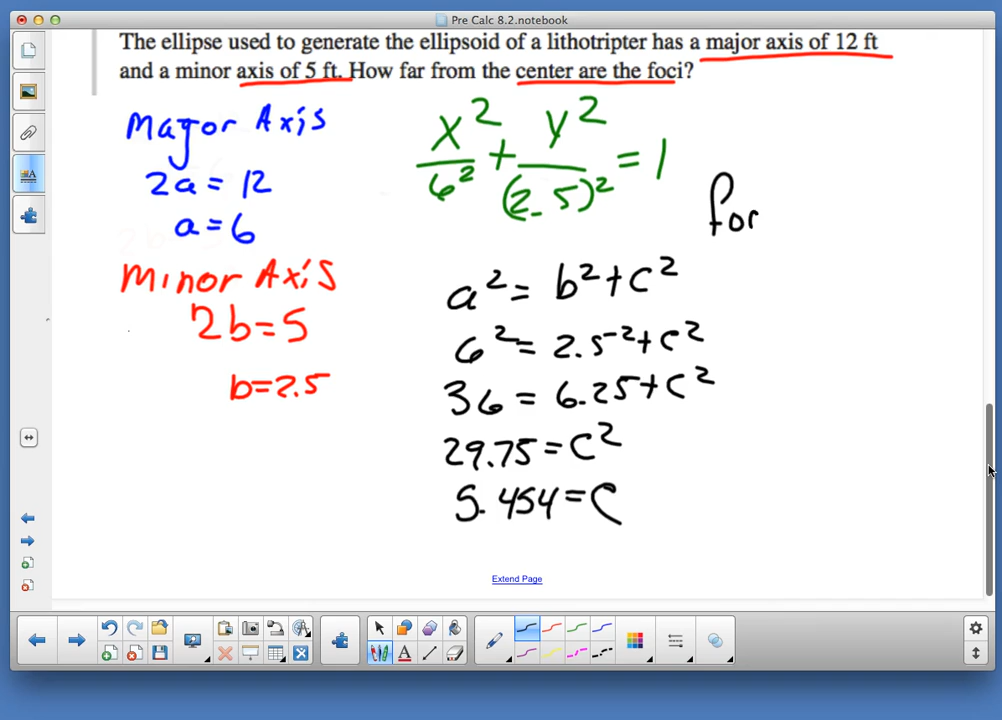 Pre Calc 8.2.notebook
The ellipse used to generate the ellipsoid of a lithotripter has a major axis of 12 ft
and a minor axis of 5 ft. How far from the center are the foci?
Major Axis
2a = 12
a = 6
Minor Axis
2b = 5
b = 2.5
x²/6² + y²/(2.5)² = 1
for
a² = b² + c²
6² = 2.5² + c²
36 = 6.25 + c²
29.75 = c²
5.454 = c
Extend Page